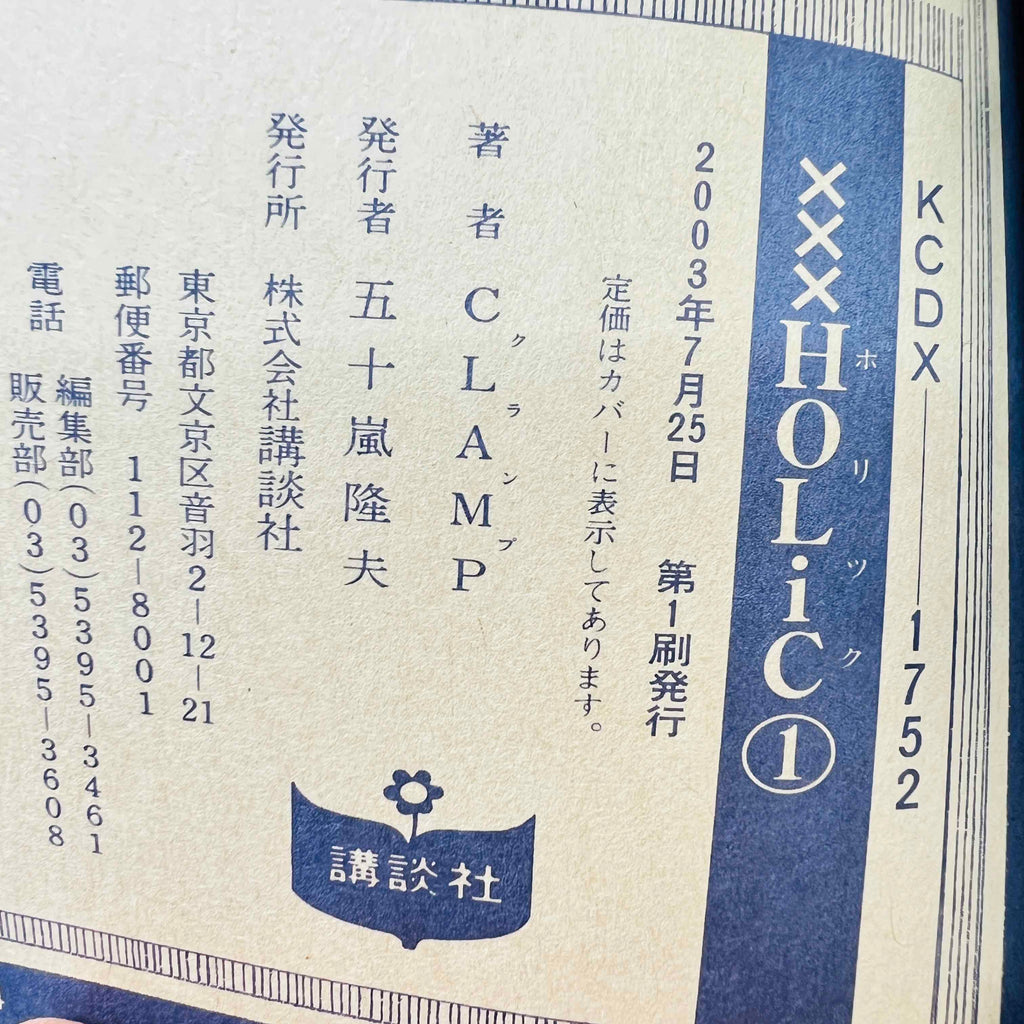 KCDX—1752
×××HOLiC①
ホリツク
2003年7月25日 第1刷発行
定価はカバーに表示してあります。
著者 CLAMP
クランプ
発行者 五十嵐隆夫
発行所 株式会社講談社
東京都文京区音羽2-12-21
郵便番号 112-8001
電話 編集部(03)5395-3461
販売部(03)5395-3608
講談社